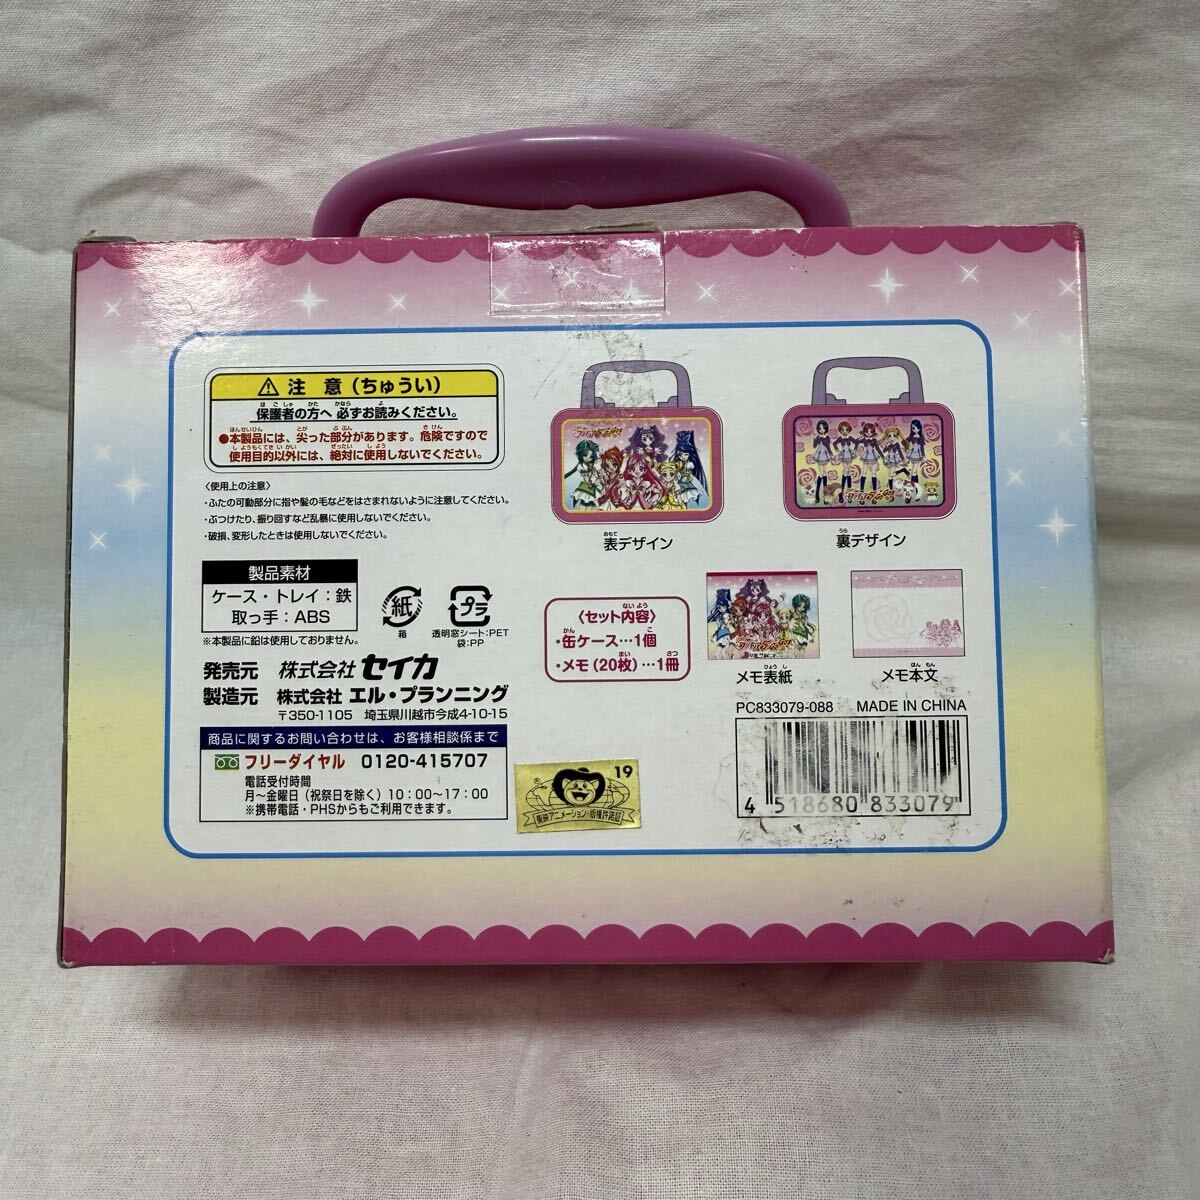 ⚠ 注 意（ちゅうい）
保護者の方へ 必ずお読みください。
●本製品には、尖った部分があります。危険ですので
使用目的以外には、絶対に使用しないでください。
〈使用上の注意〉
・ふたの可動部分に指や髪の毛などをはさまれないように注意してください。
・ぶつけたり、振り回すなど乱暴に使用しないでください。
・破損、変形したときは使用しないでください。
製品素材
ケース・トレイ：鉄
取っ手：ABS
※本製品に鉛は使用しておりません。
紙
箱
プラ
透明窓シート:PET
袋:PP
発売元 株式会社 セイカ
製造元 株式会社 エル・プランニング
〒350-1105 埼玉県川越市今成4-10-15
商品に関するお問い合わせは、お客様相談係まで
フリーダイヤル 0120-415707
電話受付時間
月〜金曜日（祝祭日を除く）10：00〜17：00
※携帯電話・PHSからもご利用できます。
表デザイン
裏デザイン
〈セット内容〉
・缶ケース…1個
・メモ（20枚）…1冊
メモ表紙
メモ本文
PC833079-088 MADE IN CHINA
4 518680 833079
19
東映アニメーション・版権許諾証